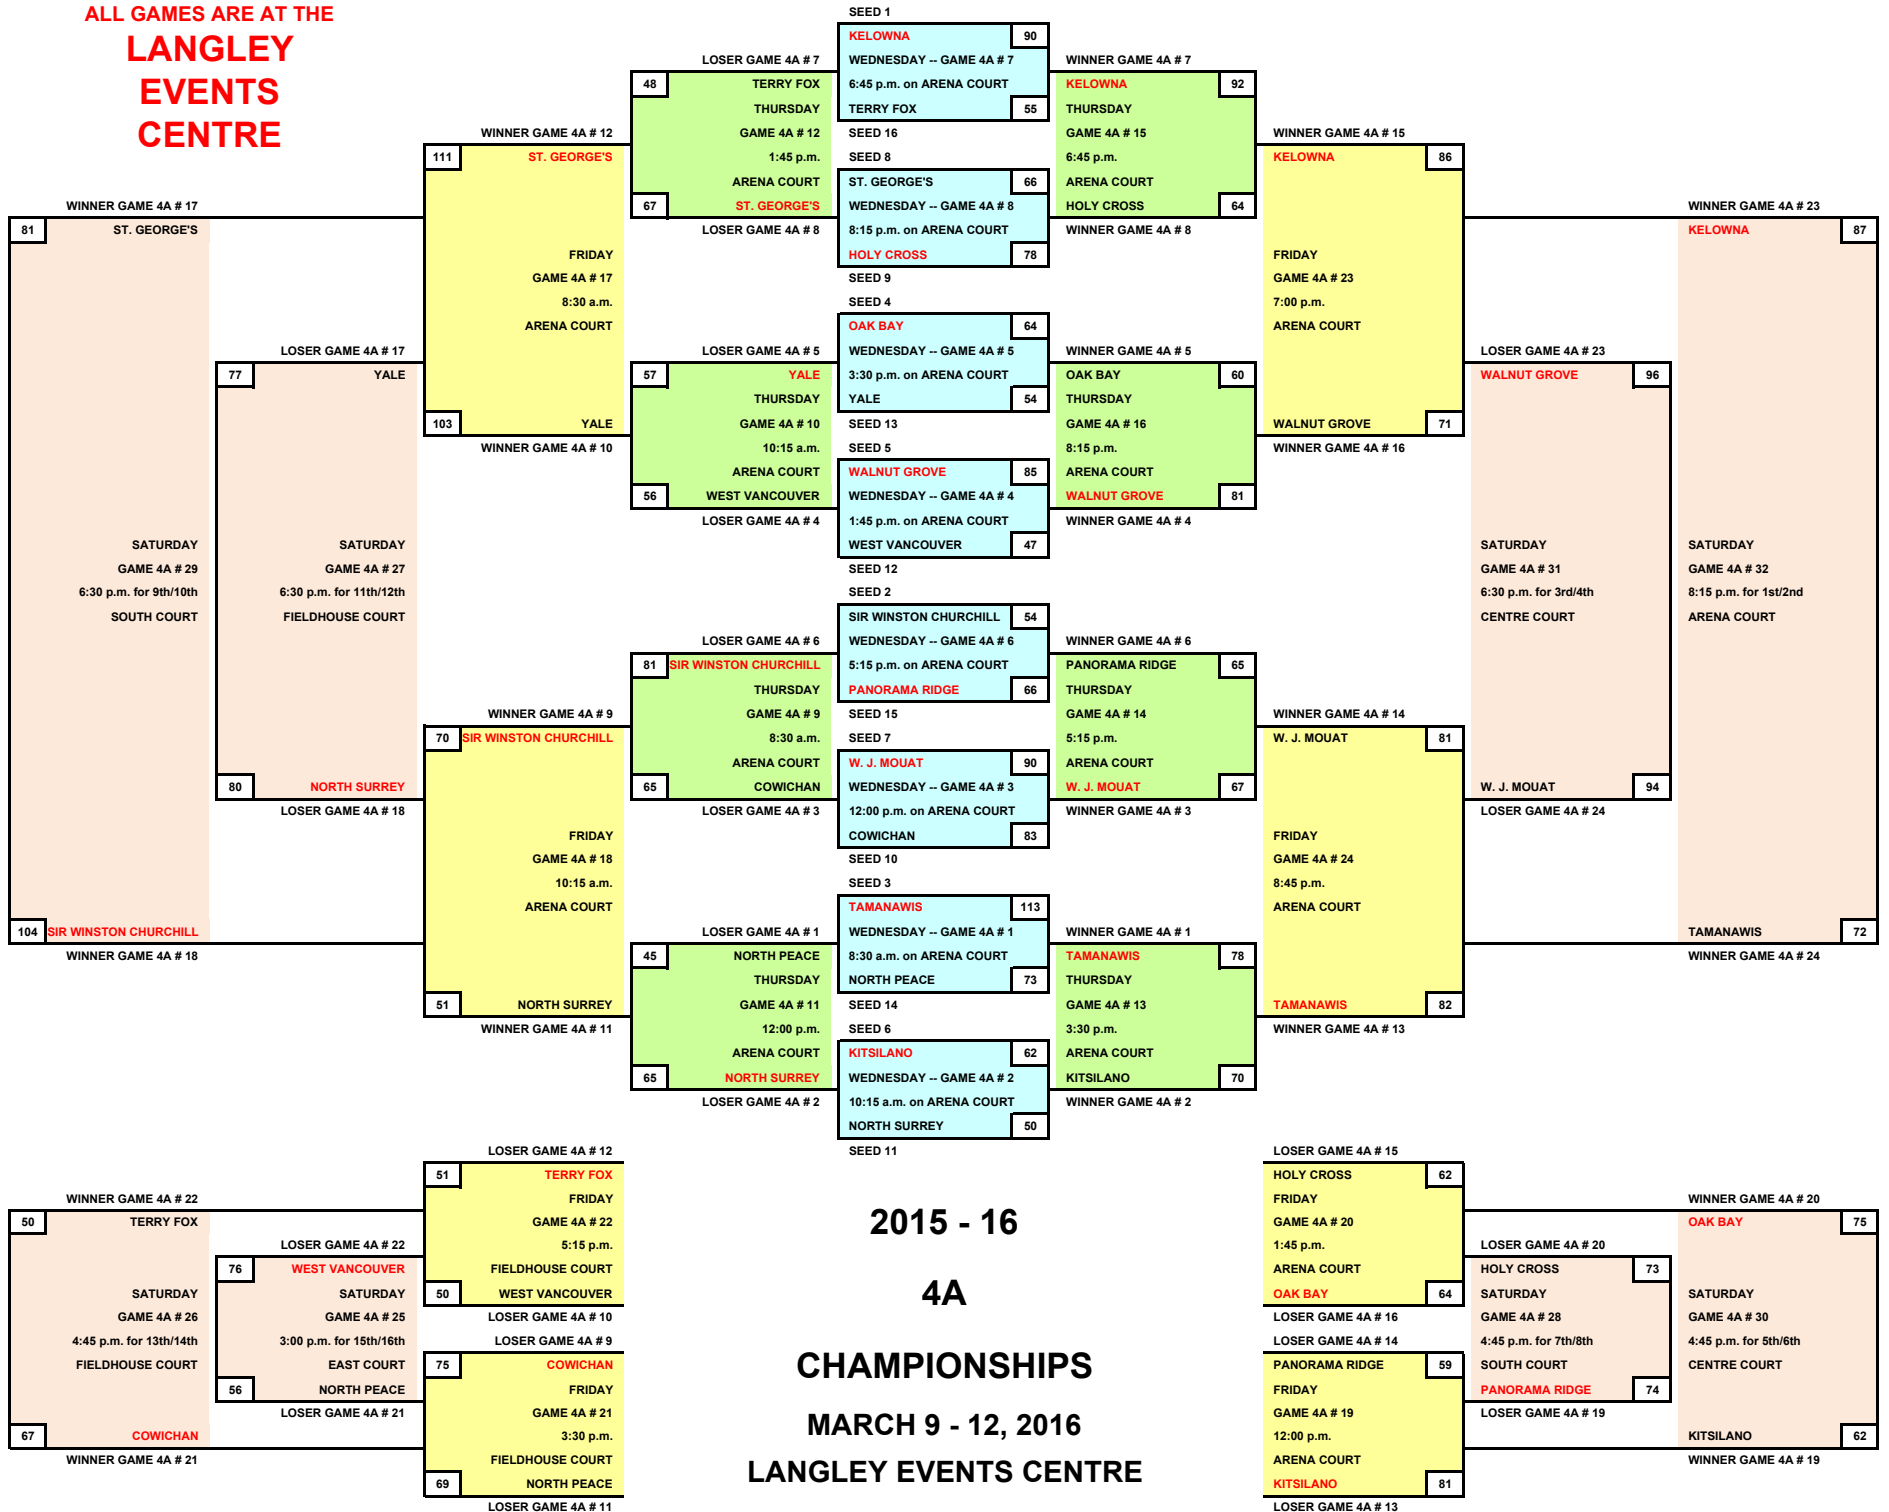 ALL GAMES ARE AT THE
LANGLEY
EVENTS
CENTRE
SEED 1
KELOWNA 90
WEDNESDAY -- GAME 4A # 7
6:45 p.m. on ARENA COURT
TERRY FOX 55
SEED 16
SEED 8
ST. GEORGE'S 66
WEDNESDAY -- GAME 4A # 8
8:15 p.m. on ARENA COURT
HOLY CROSS 78
SEED 9
SEED 4
OAK BAY 64
WEDNESDAY -- GAME 4A # 5
3:30 p.m. on ARENA COURT
YALE 54
SEED 13
SEED 5
WALNUT GROVE 85
WEDNESDAY -- GAME 4A # 4
1:45 p.m. on ARENA COURT
WEST VANCOUVER 47
SEED 12
SEED 2
SIR WINSTON CHURCHILL 54
WEDNESDAY -- GAME 4A # 6
5:15 p.m. on ARENA COURT
PANORAMA RIDGE 66
SEED 15
SEED 7
W. J. MOUAT 90
WEDNESDAY -- GAME 4A # 3
12:00 p.m. on ARENA COURT
COWICHAN 83
SEED 10
SEED 3
TAMANAWIS 113
WEDNESDAY -- GAME 4A # 1
8:30 a.m. on ARENA COURT
NORTH PEACE 73
SEED 14
SEED 6
KITSILANO 62
WEDNESDAY -- GAME 4A # 2
10:15 a.m. on ARENA COURT
NORTH SURREY 50
SEED 11
LOSER GAME 4A # 7
48 TERRY FOX
THURSDAY
GAME 4A # 12
1:45 p.m.
ARENA COURT
67 ST. GEORGE'S
LOSER GAME 4A # 8
LOSER GAME 4A # 5
57 YALE
THURSDAY
GAME 4A # 10
10:15 a.m.
ARENA COURT
56 WEST VANCOUVER
LOSER GAME 4A # 4
LOSER GAME 4A # 6
81 SIR WINSTON CHURCHILL
THURSDAY
GAME 4A # 9
8:30 a.m.
ARENA COURT
65 COWICHAN
LOSER GAME 4A # 3
LOSER GAME 4A # 1
45 NORTH PEACE
THURSDAY
GAME 4A # 11
12:00 p.m.
ARENA COURT
65 NORTH SURREY
LOSER GAME 4A # 2
WINNER GAME 4A # 12
111 ST. GEORGE'S
FRIDAY
GAME 4A # 17
8:30 a.m.
ARENA COURT
103 YALE
WINNER GAME 4A # 10
WINNER GAME 4A # 9
70 SIR WINSTON CHURCHILL
FRIDAY
GAME 4A # 18
10:15 a.m.
ARENA COURT
51 NORTH SURREY
WINNER GAME 4A # 11
LOSER GAME 4A # 17
77 YALE
SATURDAY
GAME 4A # 27
6:30 p.m. for 11th/12th
FIELDHOUSE COURT
80 NORTH SURREY
LOSER GAME 4A # 18
WINNER GAME 4A # 17
81 ST. GEORGE'S
SATURDAY
GAME 4A # 29
6:30 p.m. for 9th/10th
SOUTH COURT
104 SIR WINSTON CHURCHILL
WINNER GAME 4A # 18
WINNER GAME 4A # 7
KELOWNA 92
THURSDAY
GAME 4A # 15
6:45 p.m.
ARENA COURT
HOLY CROSS 64
WINNER GAME 4A # 8
WINNER GAME 4A # 5
OAK BAY 60
THURSDAY
GAME 4A # 16
8:15 p.m.
ARENA COURT
WALNUT GROVE 81
WINNER GAME 4A # 4
WINNER GAME 4A # 6
PANORAMA RIDGE 65
THURSDAY
GAME 4A # 14
5:15 p.m.
ARENA COURT
W. J. MOUAT 67
WINNER GAME 4A # 3
WINNER GAME 4A # 1
TAMANAWIS 78
THURSDAY
GAME 4A # 13
3:30 p.m.
ARENA COURT
KITSILANO 70
WINNER GAME 4A # 2
WINNER GAME 4A # 15
KELOWNA 86
FRIDAY
GAME 4A # 23
7:00 p.m.
ARENA COURT
WALNUT GROVE 71
WINNER GAME 4A # 16
WINNER GAME 4A # 14
W. J. MOUAT 81
FRIDAY
GAME 4A # 24
8:45 p.m.
ARENA COURT
TAMANAWIS 82
WINNER GAME 4A # 13
LOSER GAME 4A # 23
WALNUT GROVE 96
SATURDAY
GAME 4A # 31
6:30 p.m. for 3rd/4th
CENTRE COURT
W. J. MOUAT 94
LOSER GAME 4A # 24
WINNER GAME 4A # 23
KELOWNA 87
SATURDAY
GAME 4A # 32
8:15 p.m. for 1st/2nd
ARENA COURT
TAMANAWIS 72
WINNER GAME 4A # 24
LOSER GAME 4A # 12
51 TERRY FOX
FRIDAY
GAME 4A # 22
5:15 p.m.
FIELDHOUSE COURT
50 WEST VANCOUVER
LOSER GAME 4A # 10
LOSER GAME 4A # 9
75 COWICHAN
FRIDAY
GAME 4A # 21
3:30 p.m.
FIELDHOUSE COURT
69 NORTH PEACE
LOSER GAME 4A # 11
LOSER GAME 4A # 22
76 WEST VANCOUVER
SATURDAY
GAME 4A # 25
3:00 p.m. for 15th/16th
EAST COURT
56 NORTH PEACE
LOSER GAME 4A # 21
WINNER GAME 4A # 22
50 TERRY FOX
SATURDAY
GAME 4A # 26
4:45 p.m. for 13th/14th
FIELDHOUSE COURT
67 COWICHAN
WINNER GAME 4A # 21
2015 - 16
4A
CHAMPIONSHIPS
MARCH 9 - 12, 2016
LANGLEY EVENTS CENTRE
LOSER GAME 4A # 15
HOLY CROSS 62
FRIDAY
GAME 4A # 20
1:45 p.m.
ARENA COURT
OAK BAY 64
LOSER GAME 4A # 16
LOSER GAME 4A # 14
PANORAMA RIDGE 59
FRIDAY
GAME 4A # 19
12:00 p.m.
ARENA COURT
KITSILANO 81
LOSER GAME 4A # 13
LOSER GAME 4A # 20
HOLY CROSS 73
SATURDAY
GAME 4A # 28
4:45 p.m. for 7th/8th
SOUTH COURT
PANORAMA RIDGE 74
LOSER GAME 4A # 19
WINNER GAME 4A # 20
OAK BAY 75
SATURDAY
GAME 4A # 30
4:45 p.m. for 5th/6th
CENTRE COURT
KITSILANO 62
WINNER GAME 4A # 19